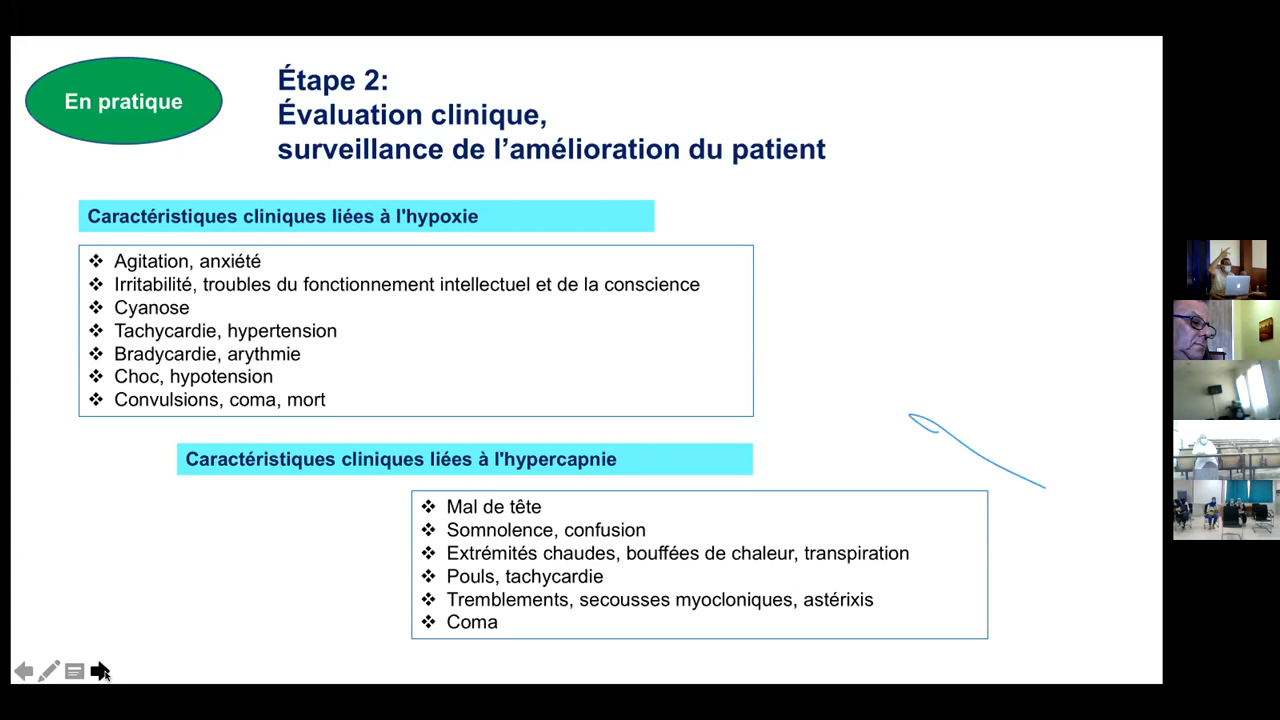 En pratique
Étape 2:
Évaluation clinique,
surveillance de l’amélioration du patient
Caractéristiques cliniques liées à l'hypoxie
❖ Agitation, anxiété
❖ Irritabilité, troubles du fonctionnement intellectuel et de la conscience
❖ Cyanose
❖ Tachycardie, hypertension
❖ Bradycardie, arythmie
❖ Choc, hypotension
❖ Convulsions, coma, mort
Caractéristiques cliniques liées à l'hypercapnie
❖ Mal de tête
❖ Somnolence, confusion
❖ Extrémités chaudes, bouffées de chaleur, transpiration
❖ Pouls, tachycardie
❖ Tremblements, secousses myocloniques, astérixis
❖ Coma